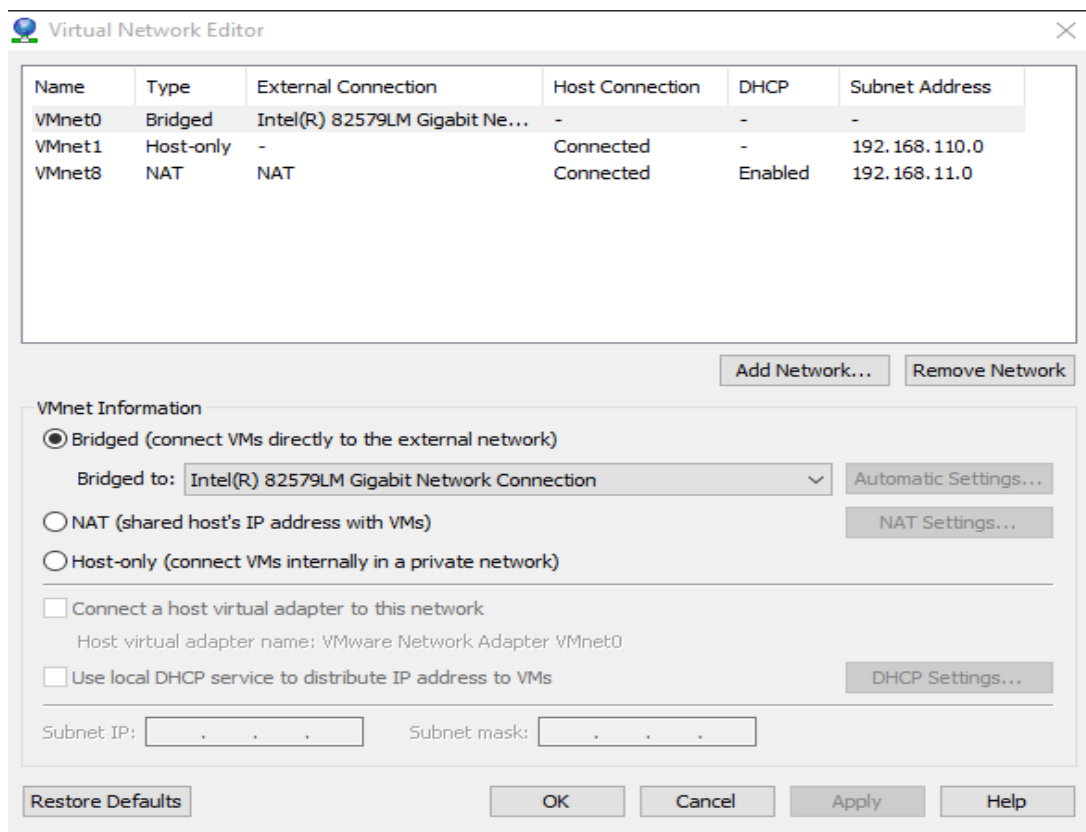 Virtual Network Editor
Name Type External Connection Host Connection DHCP Subnet Address
VMnet0 Bridged Intel(R) 82579LM Gigabit Ne... - - -
VMnet1 Host-only - Connected - 192.168.110.0
VMnet8 NAT NAT Connected Enabled 192.168.11.0
Add Network... Remove Network
VMnet Information
Bridged (connect VMs directly to the external network)
Bridged to: Intel(R) 82579LM Gigabit Network Connection Automatic Settings...
NAT (shared host's IP address with VMs) NAT Settings...
Host-only (connect VMs internally in a private network)
Connect a host virtual adapter to this network
Host virtual adapter name: VMware Network Adapter VMnet0
Use local DHCP service to distribute IP address to VMs DHCP Settings...
Subnet IP: . . . Subnet mask: . . .
Restore Defaults OK Cancel Apply Help